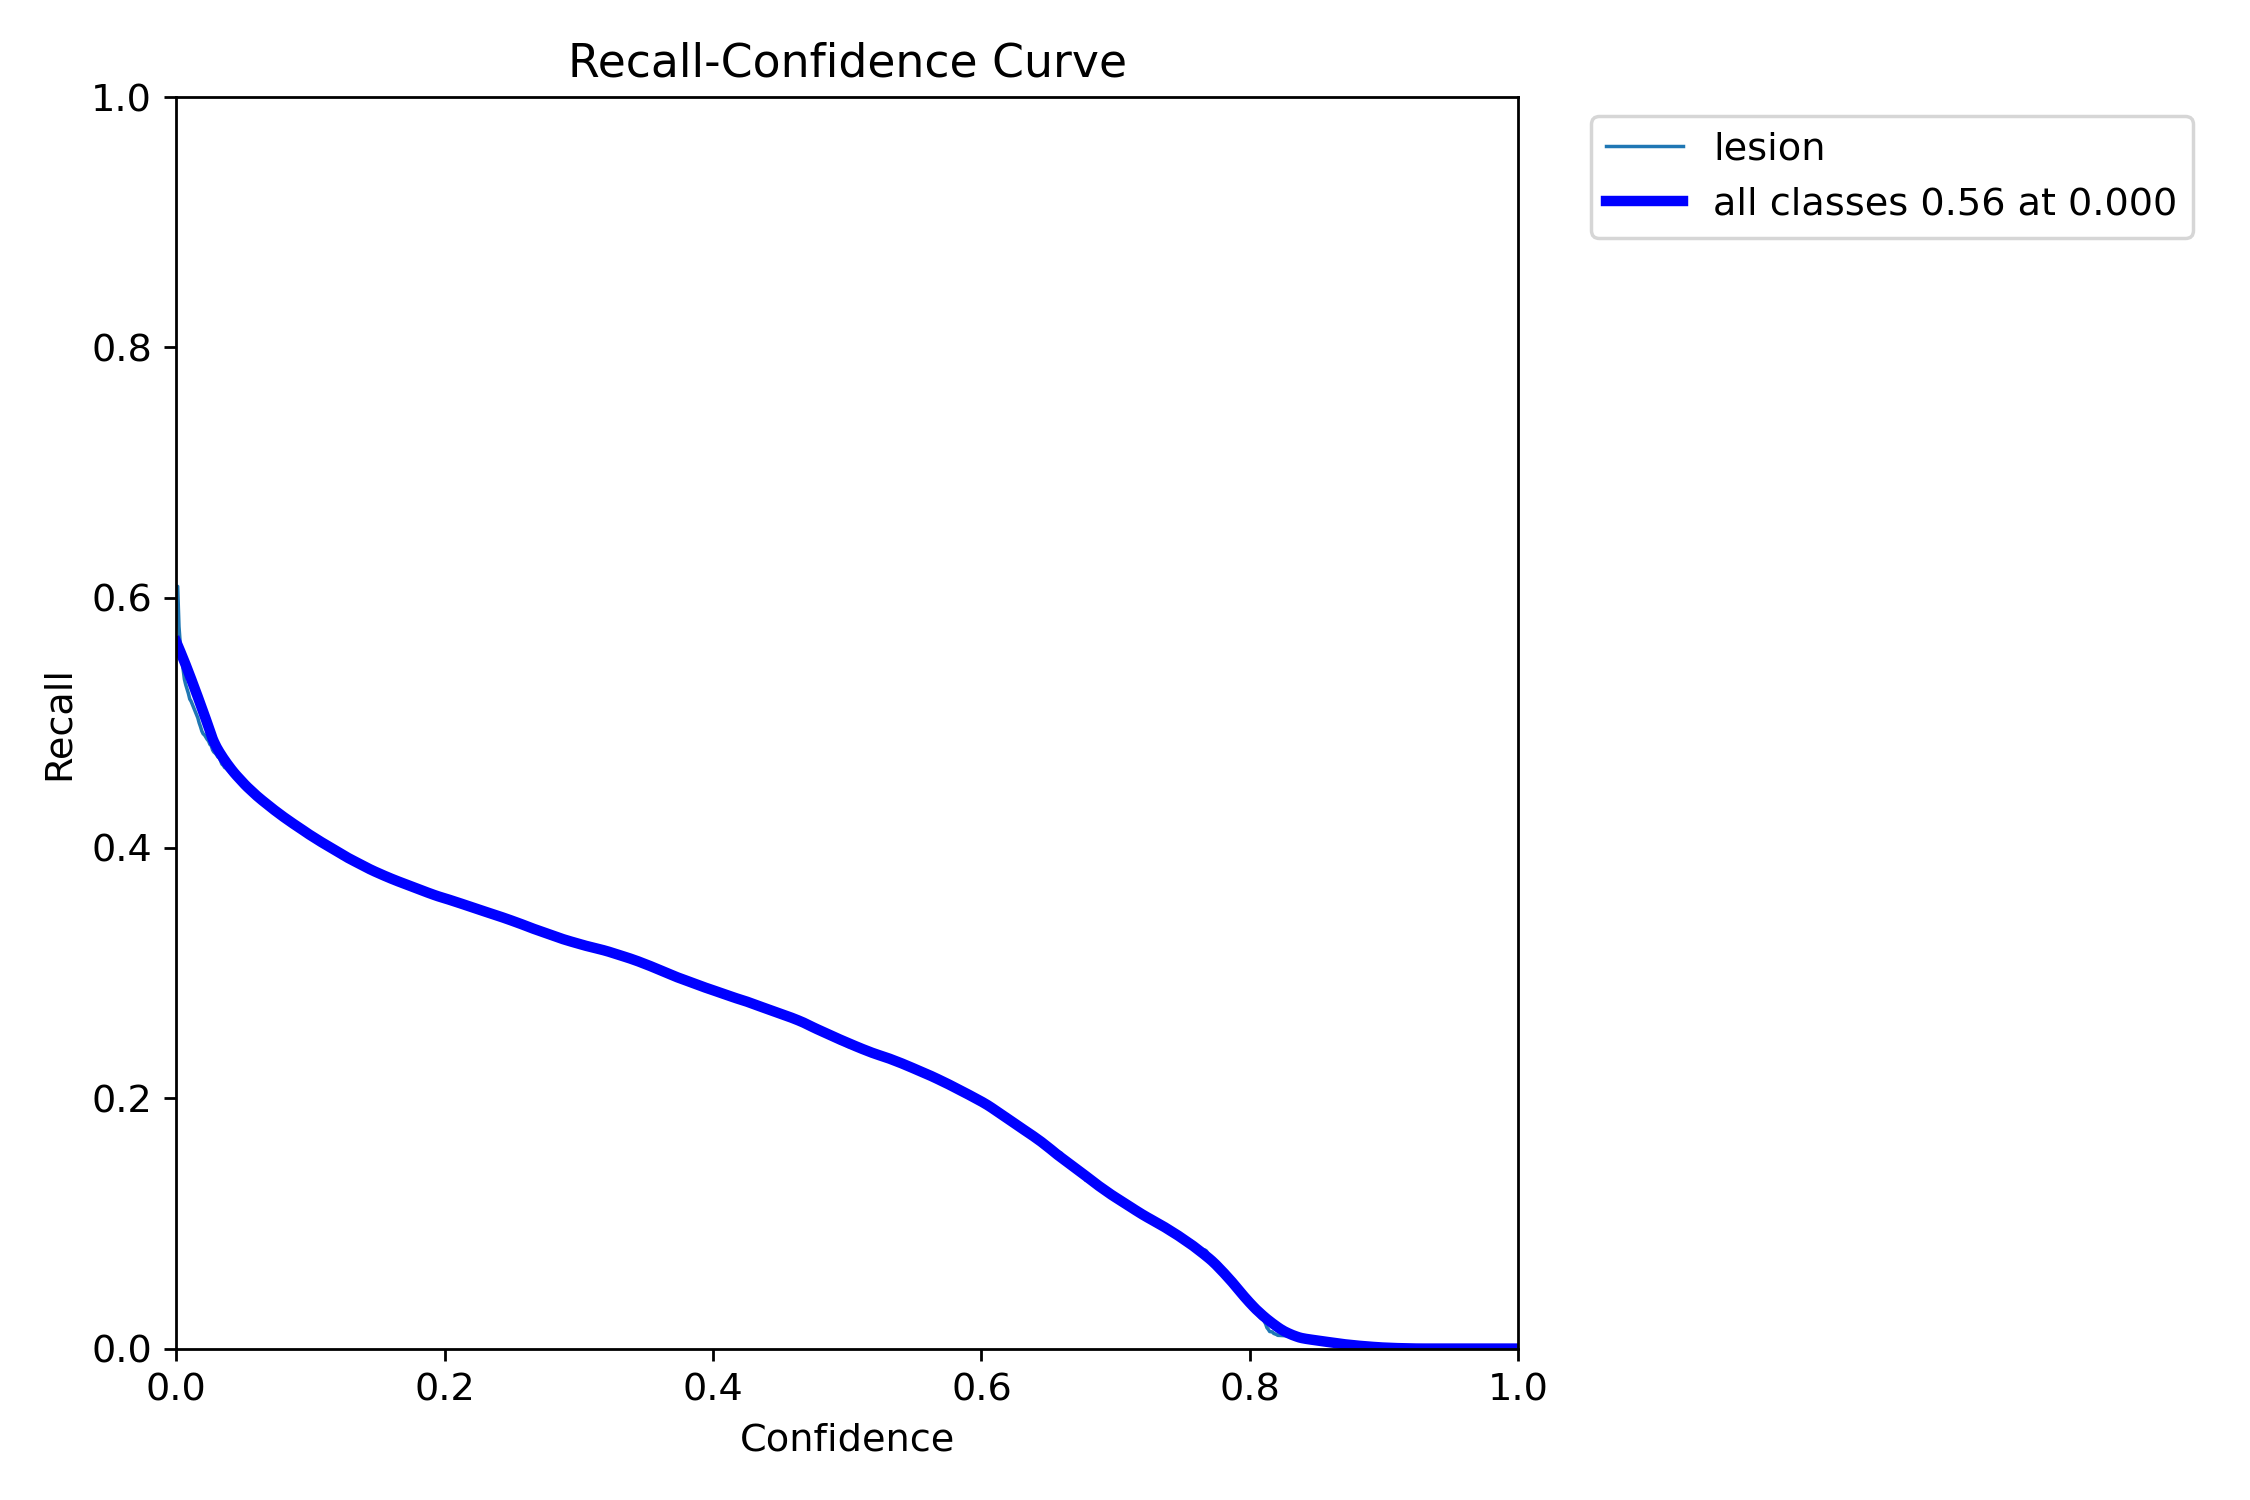 Recall-Confidence Curve
1.0
0.8
0.6
0.4
0.2
0.0
Recall
0.0 0.2 0.4 0.6 0.8 1.0
Confidence
lesion
all classes 0.56 at 0.000